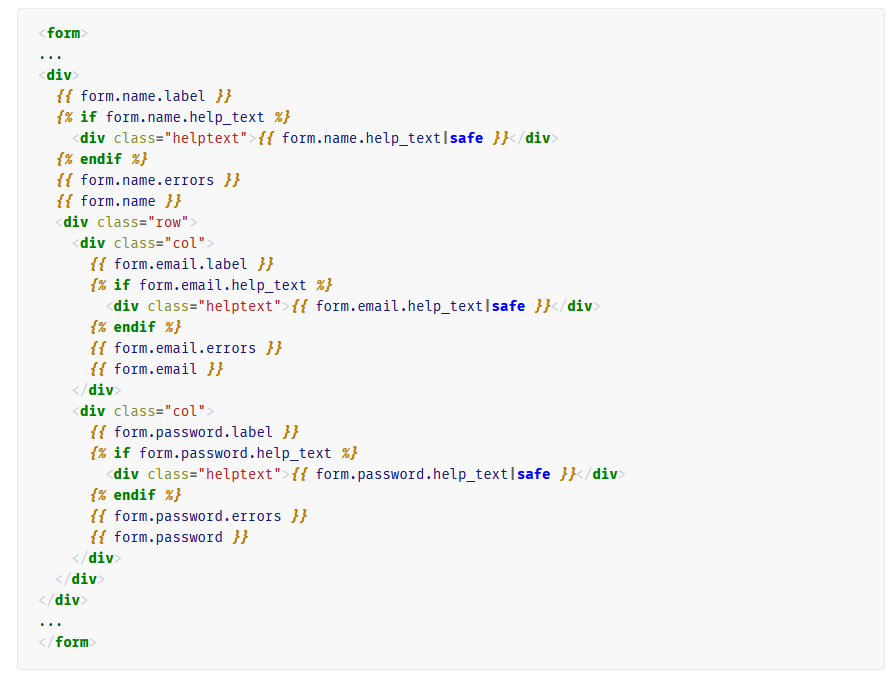 <form>
...
<div>
  {{ form.name.label }}
  {% if form.name.help_text %}
    <div class="helptext">{{ form.name.help_text|safe }}</div>
  {% endif %}
  {{ form.name.errors }}
  {{ form.name }}
  <div class="row">
    <div class="col">
      {{ form.email.label }}
      {% if form.email.help_text %}
        <div class="helptext">{{ form.email.help_text|safe }}</div>
      {% endif %}
      {{ form.email.errors }}
      {{ form.email }}
    </div>
    <div class="col">
      {{ form.password.label }}
      {% if form.password.help_text %}
        <div class="helptext">{{ form.password.help_text|safe }}</div>
      {% endif %}
      {{ form.password.errors }}
      {{ form.password }}
    </div>
  </div>
</div>
...
</form>